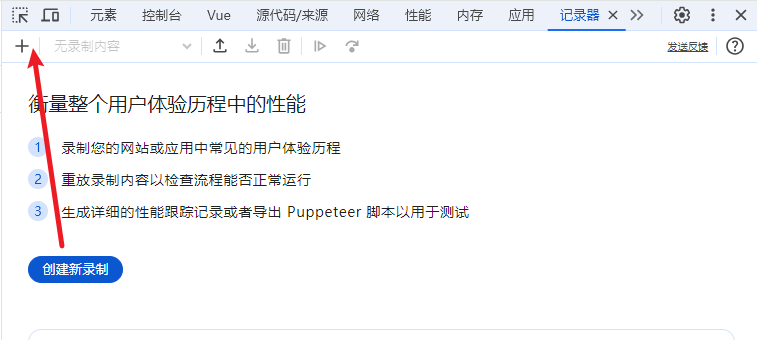 元素 控制台 Vue 源代码/来源 网络 性能 内存 应用 记录器
无录制内容 发送反馈
衡量整个用户体验历程中的性能
1 录制您的网站或应用中常见的用户体验历程
2 重放录制内容以检查流程能否正常运行
3 生成详细的性能跟踪记录或者导出 Puppeteer 脚本以用于测试
创建新录制